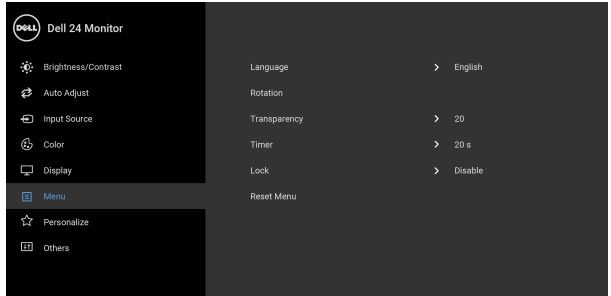 DELL Dell 24 Monitor
Brightness/Contrast
Language > English
Auto Adjust
Rotation
Input Source
Transparency > 20
Color
Timer > 20 s
Display
Lock > Disable
Menu
Reset Menu
Personalize
Others